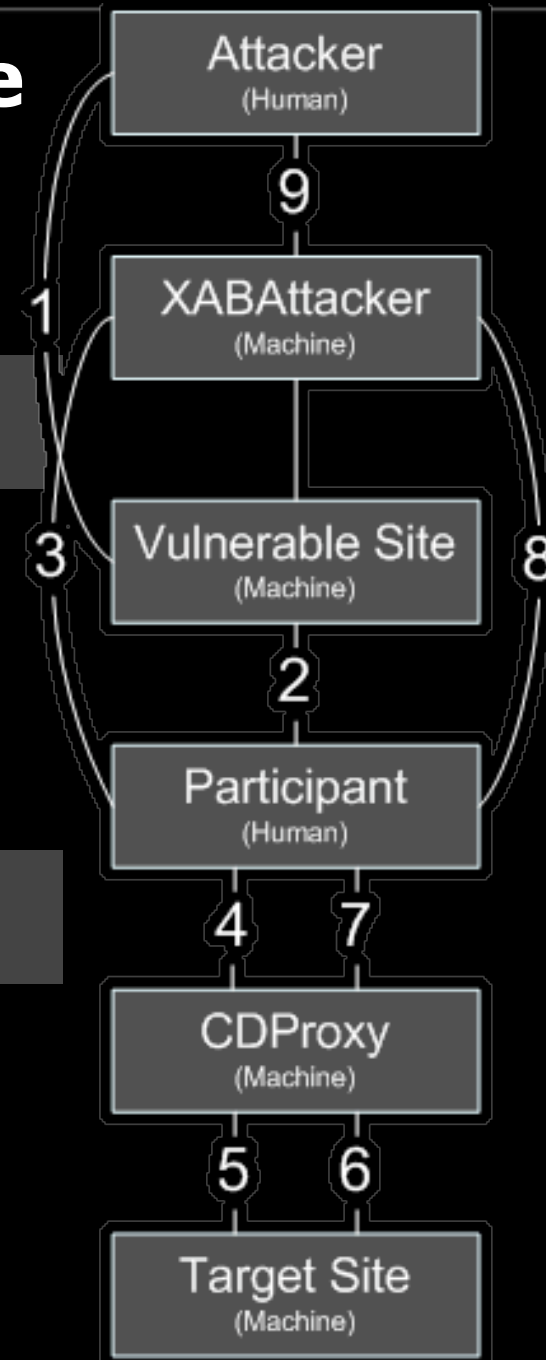 e
Attacker
(Human)
9
XABAttacker
(Machine)
1
Vulnerable Site
(Machine)
3
8
2
Participant
(Human)
4 7
CDProxy
(Machine)
5 6
Target Site
(Machine)